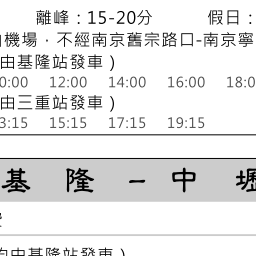 離峰：15-20分 假日：
機場，不經南京舊宗路口-南京寧
由基隆站發車）
0:00 12:00 14:00 16:00 18:0
由三重站發車）
3:15 15:15 17:15 19:15
基 隆 – 中 壢
均由基隆站發車）